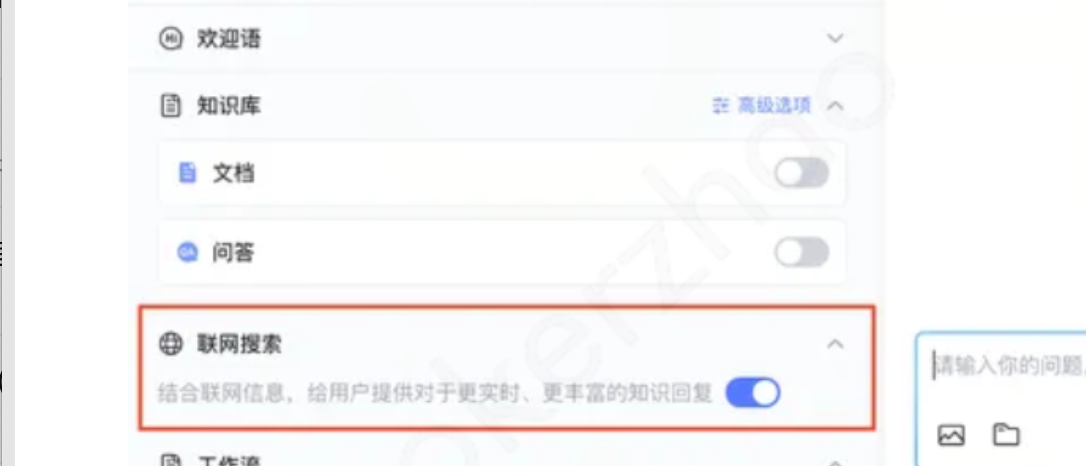 欢迎语
知识库
高级选项
文档
问答
联网搜索
结合联网信息，给用户提供对于更实时、更丰富的知识回复
请输入你的问题
工作流